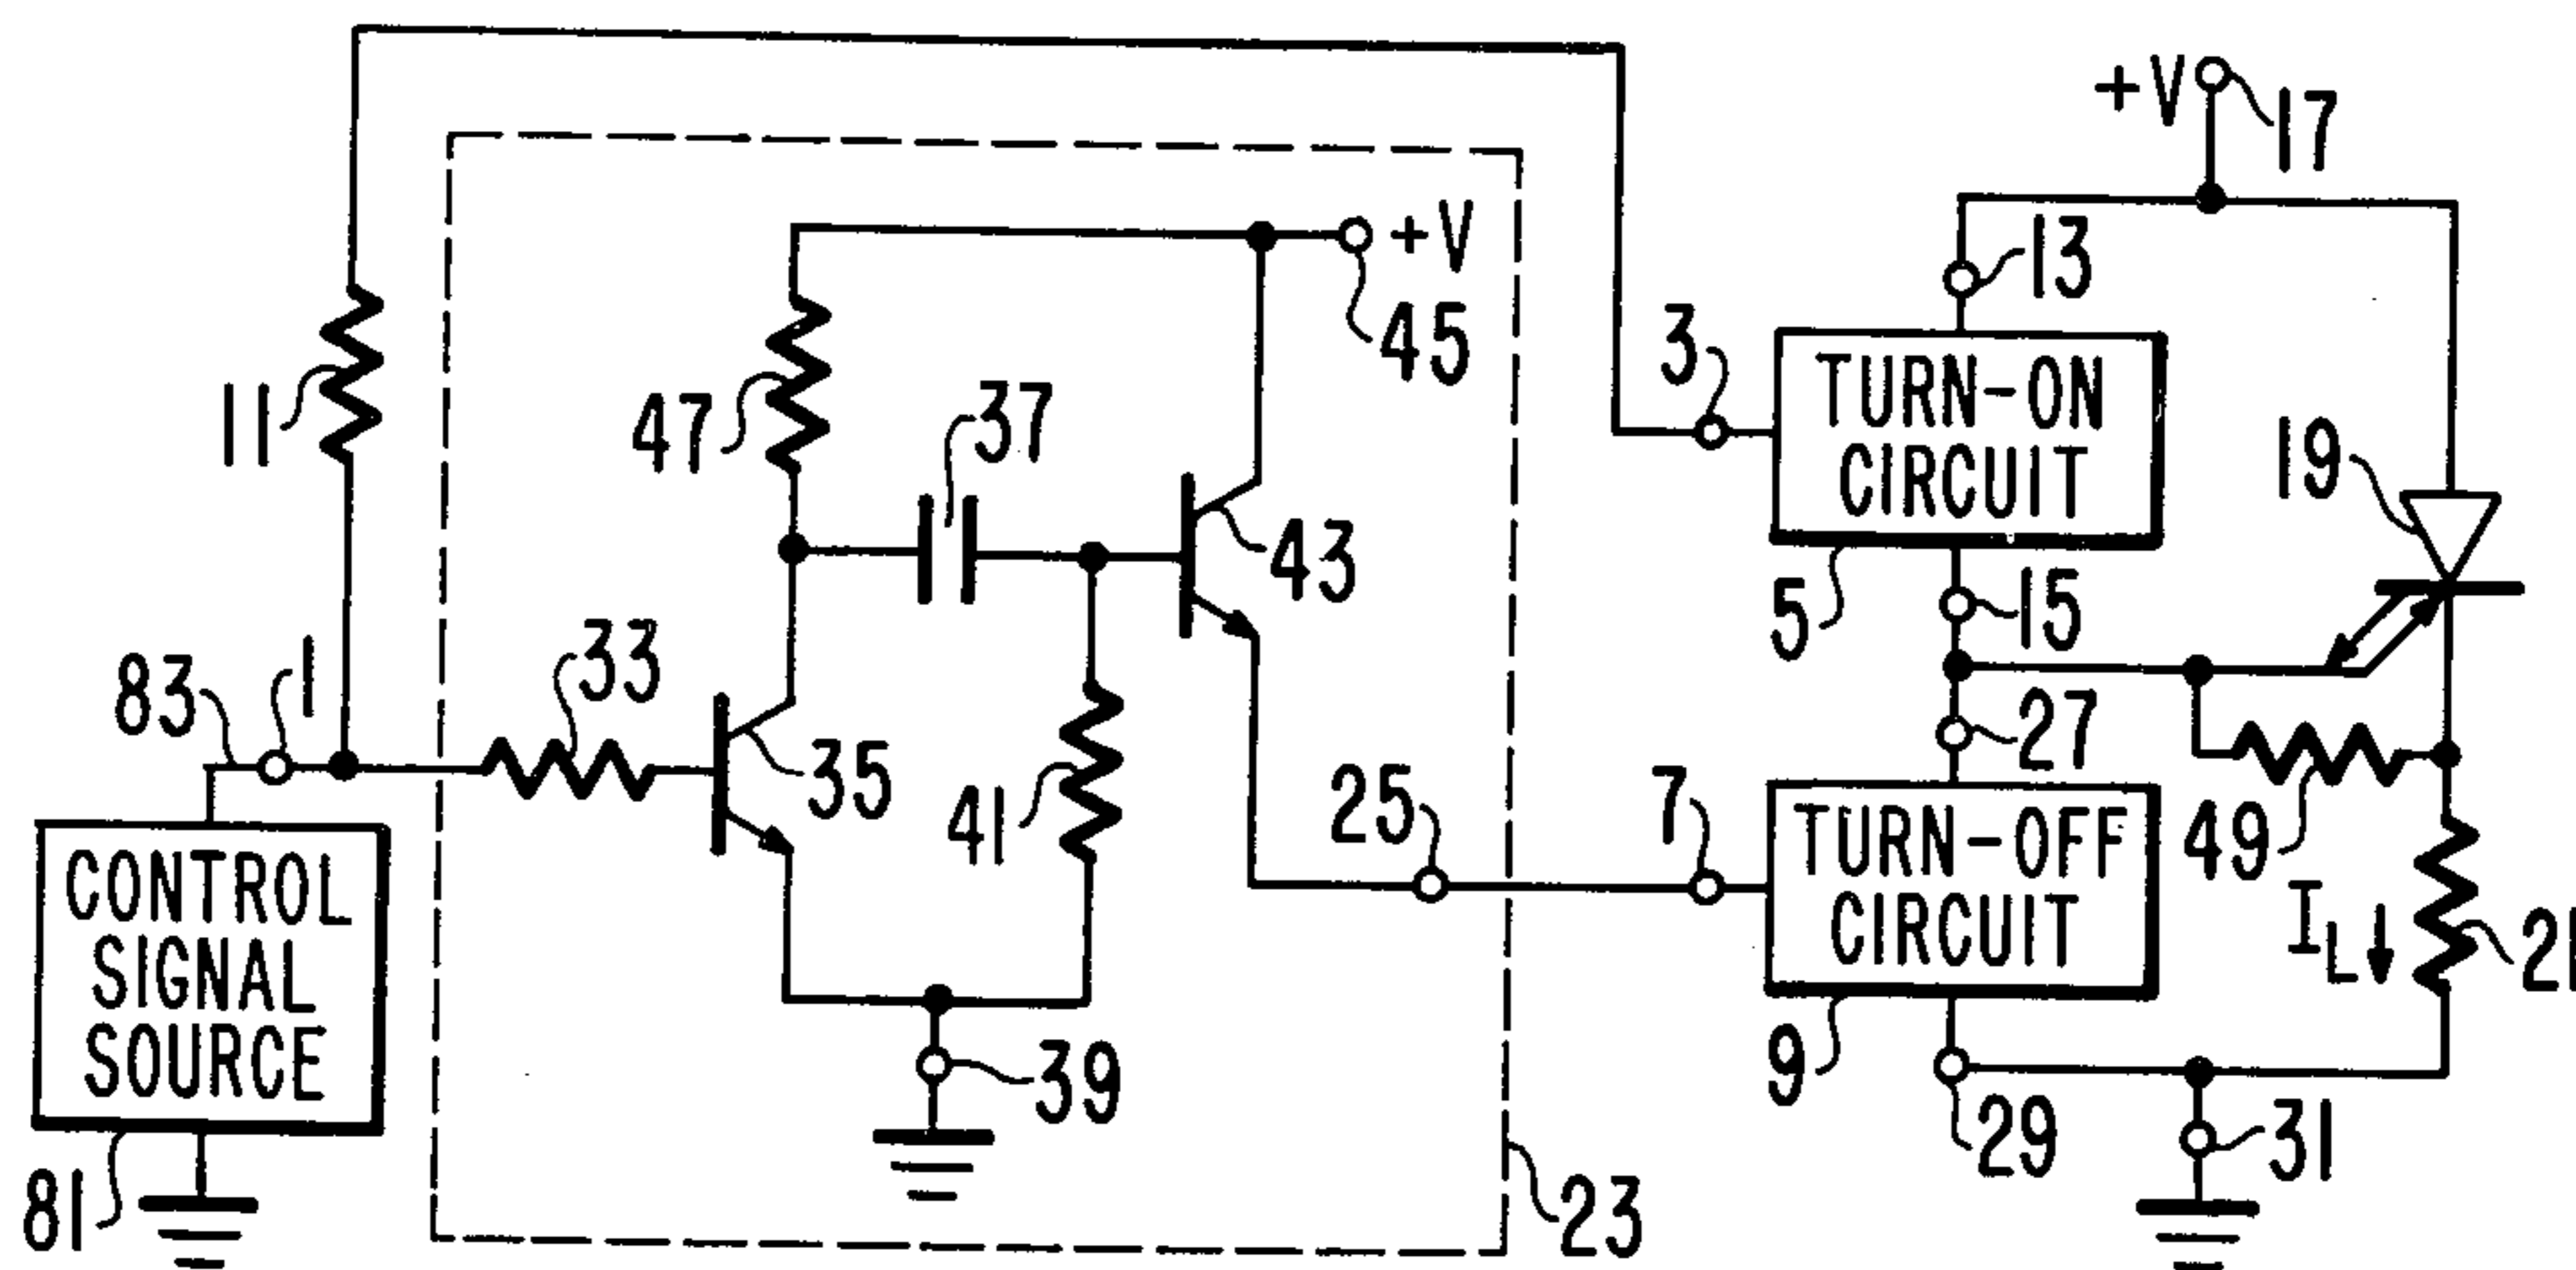 +V
17
13
+V
45
3
TURN-ON
CIRCUIT
19
11
47
37
43
5
15
83
1
33
35
41
27
25
7
TURN-OFF
CIRCUIT
49
IL
21
CONTROL
SIGNAL
SOURCE
39
9
29
31
81
23